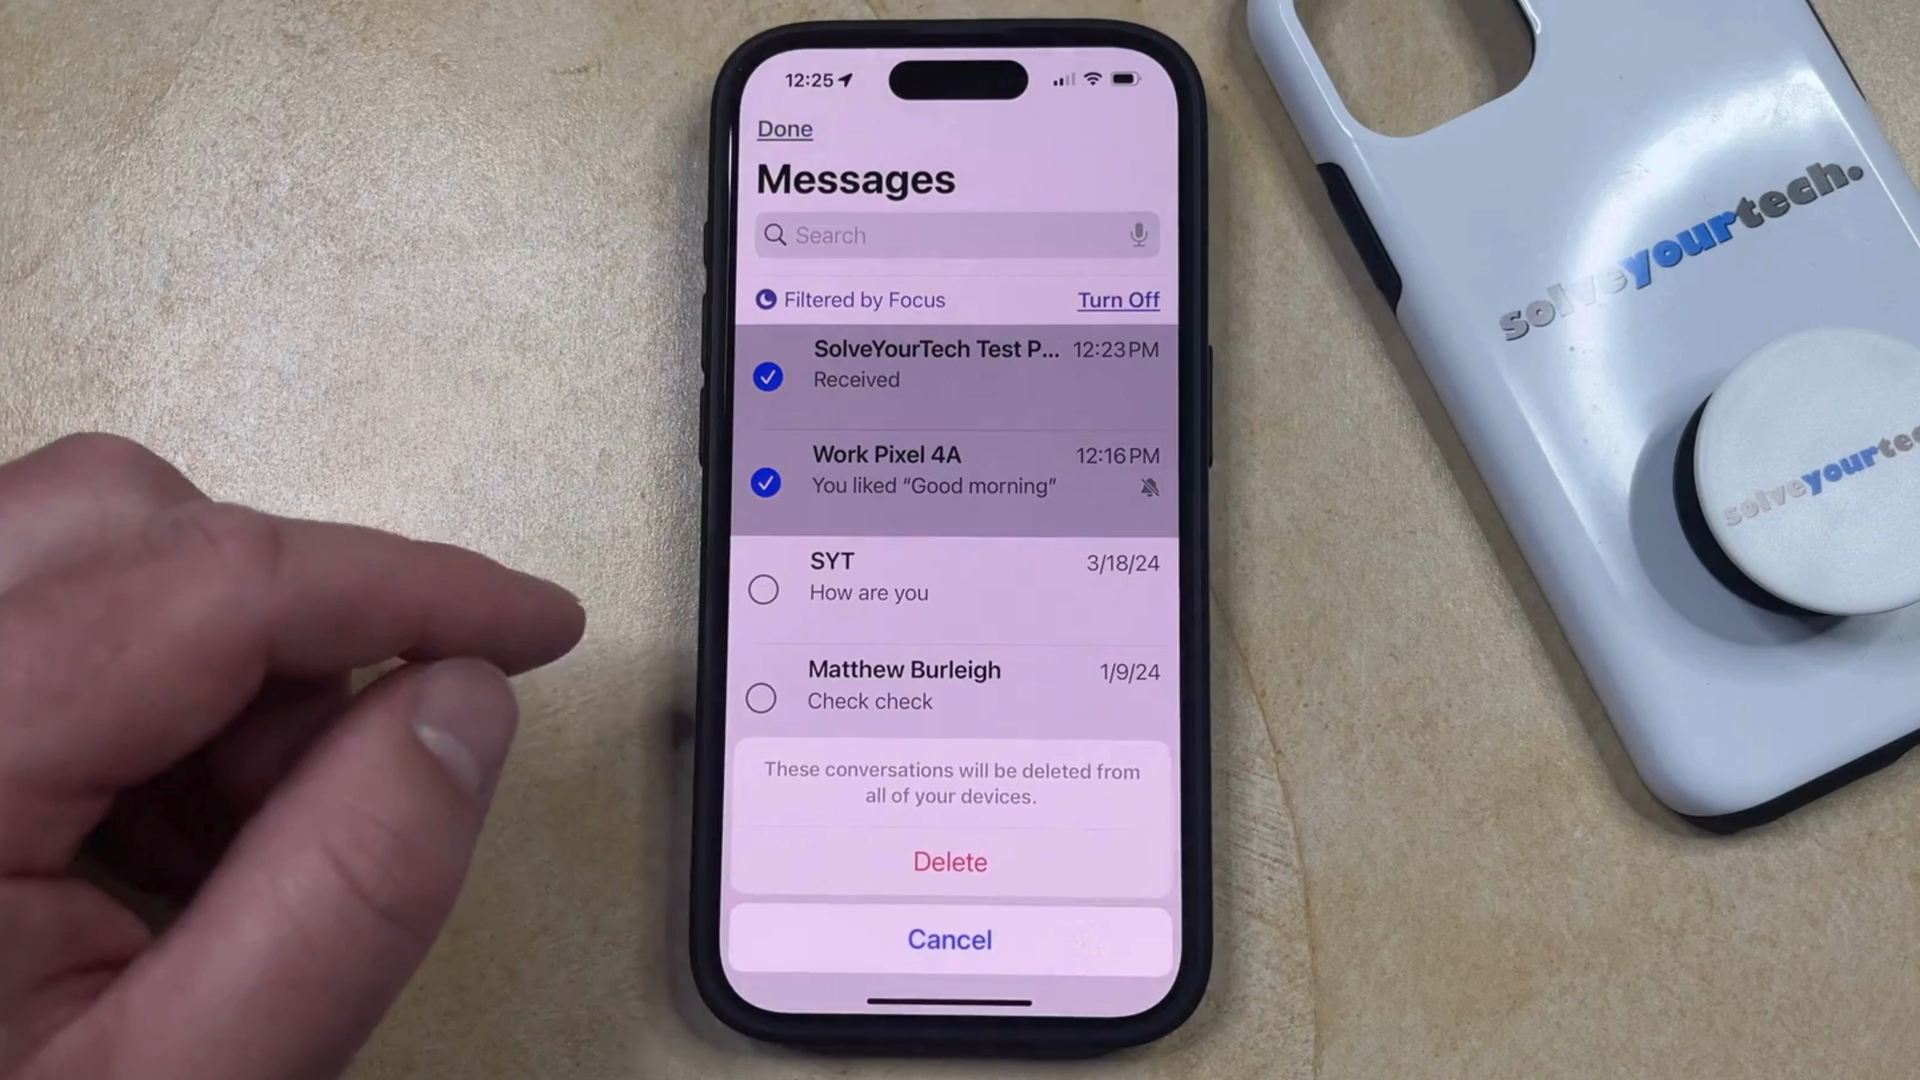 12:25
Done
Messages
Search
Filtered by Focus
Turn Off
SolveYourTech Test P... 12:23 PM
Received
Work Pixel 4A 12:16 PM
You liked “Good morning”
SYT 3/18/24
How are you
Matthew Burleigh 1/9/24
Check check
These conversations will be deleted from
all of your devices.
Delete
Cancel
solveyourtech.
solveyourtec